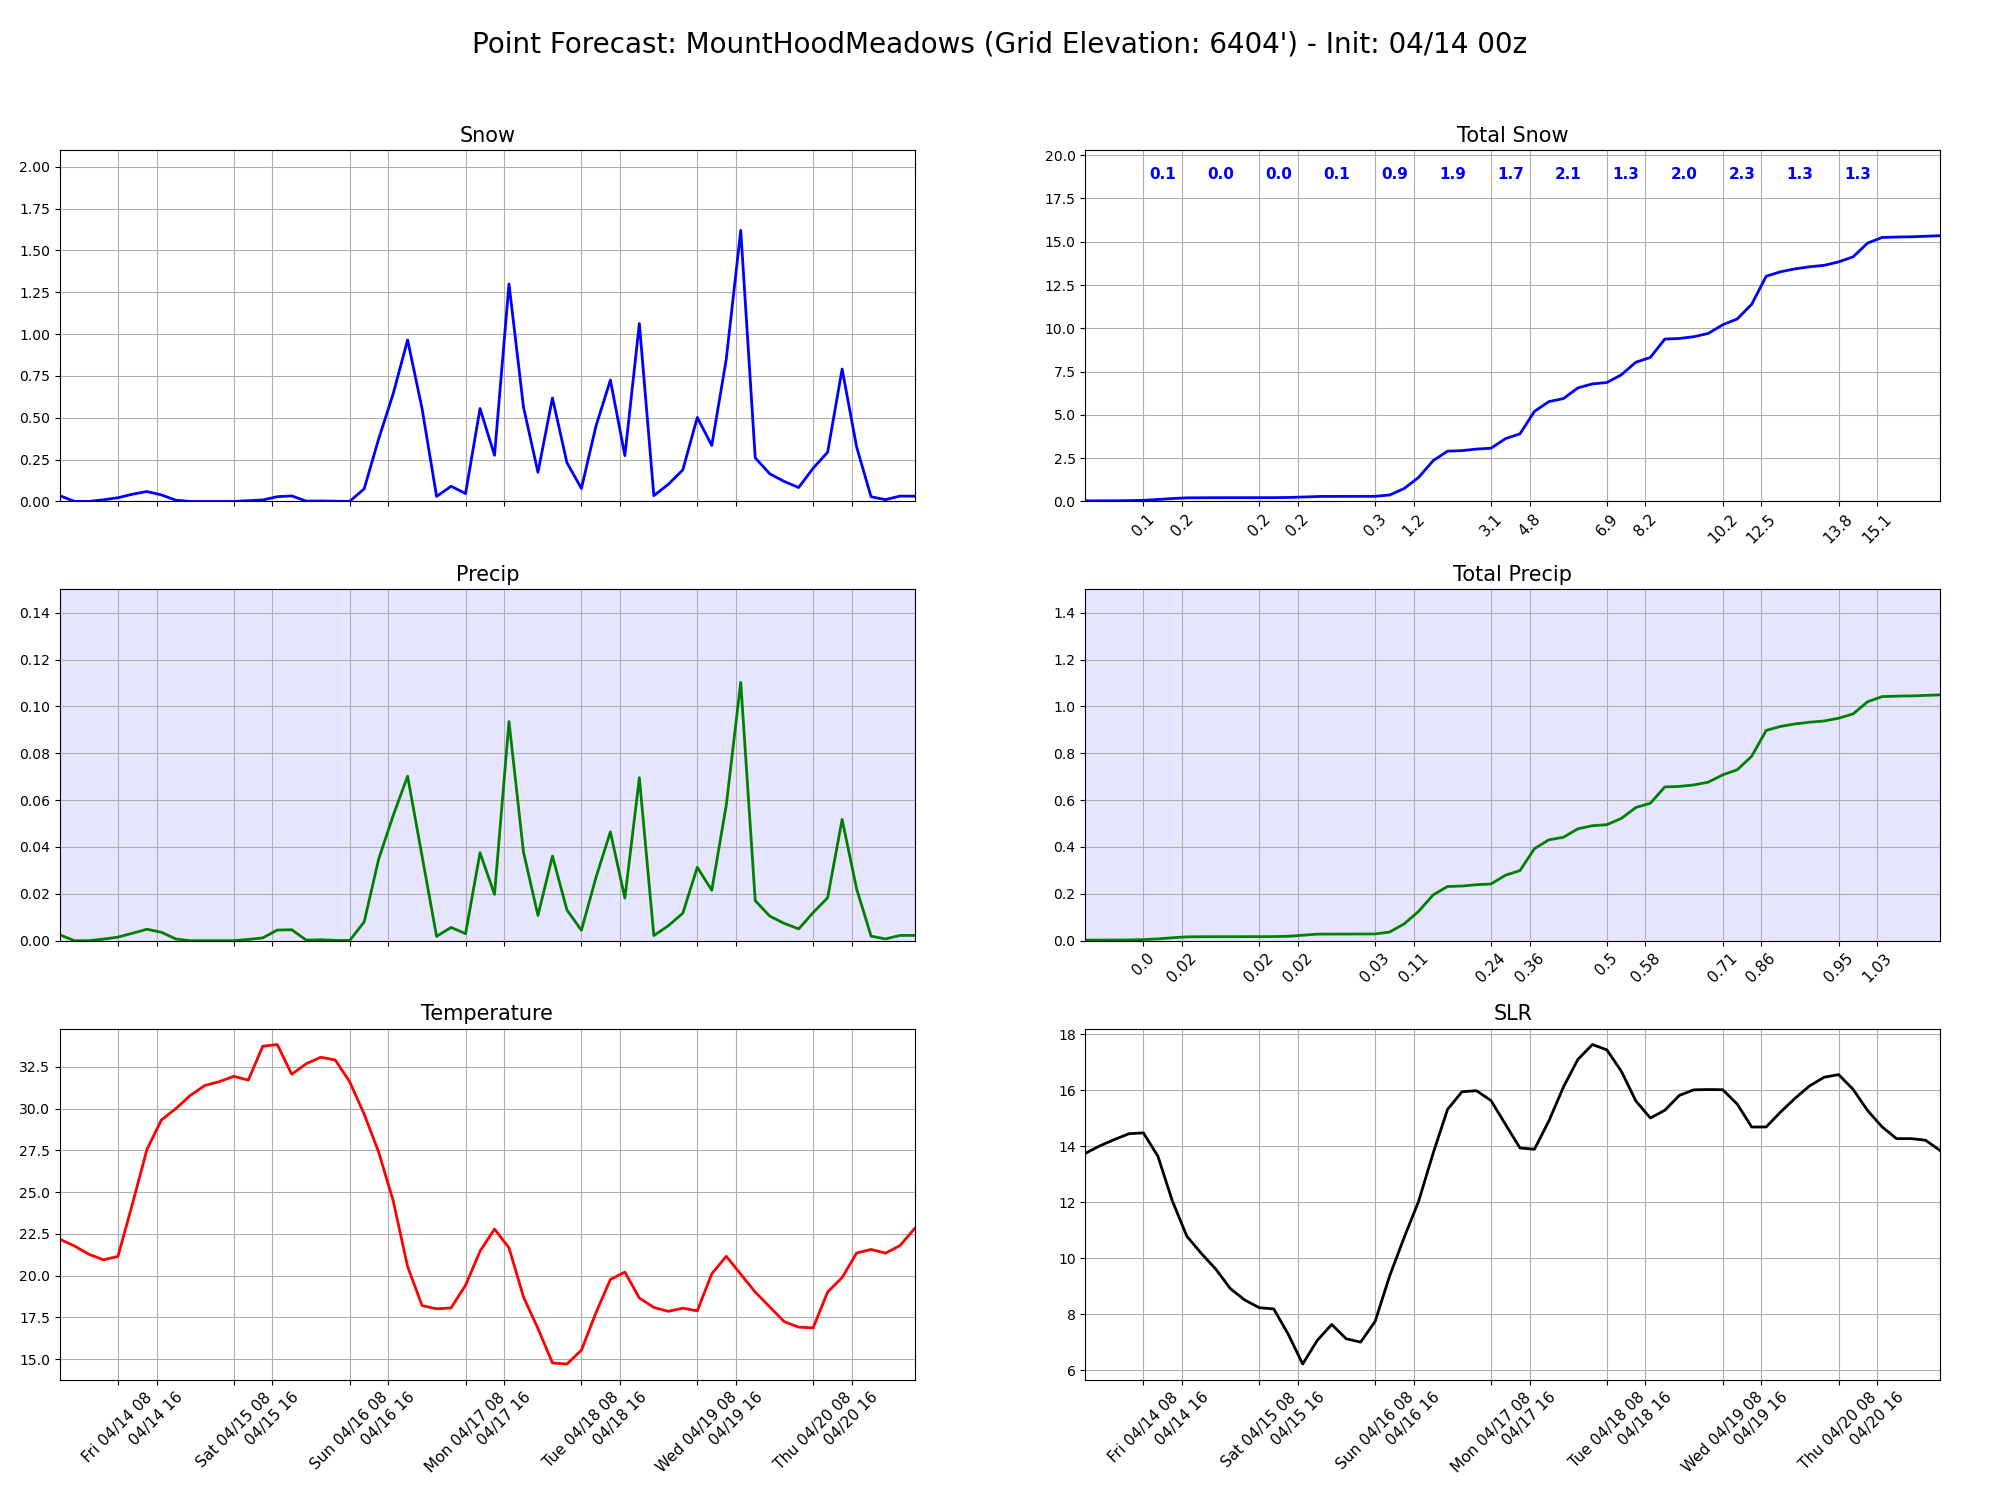 Point Forecast: MountHoodMeadows (Grid Elevation: 6404') - Init: 04/14 00z
Snow
2.00
1.75
1.50
1.25
1.00
0.75
0.50
0.25
0.00
Total Snow
0.1 0.0 0.0 0.1 0.9 1.9 1.7 2.1 1.3 2.0 2.3 1.3 1.3
20.0
17.5
15.0
12.5
10.0
7.5
5.0
2.5
0.0
0.1 0.2 0.2 0.2 0.3 1.2 3.1 4.8 6.9 8.2 10.2 12.5 13.8 15.1
Precip
0.14
0.12
0.10
0.08
0.06
0.04
0.02
0.00
Total Precip
1.4
1.2
1.0
0.8
0.6
0.4
0.2
0.0
0.0 0.02 0.02 0.02 0.03 0.11 0.24 0.36 0.5 0.58 0.71 0.86 0.95 1.03
Temperature
32.5
30.0
27.5
25.0
22.5
20.0
17.5
15.0
Fri 04/14 08
04/14 16
Sat 04/15 08
04/15 16
Sun 04/16 08
04/16 16
Mon 04/17 08
04/17 16
Tue 04/18 08
04/18 16
Wed 04/19 08
04/19 16
Thu 04/20 08
04/20 16
SLR
18
16
14
12
10
8
6
Fri 04/14 08
04/14 16
Sat 04/15 08
04/15 16
Sun 04/16 08
04/16 16
Mon 04/17 08
04/17 16
Tue 04/18 08
04/18 16
Wed 04/19 08
04/19 16
Thu 04/20 08
04/20 16